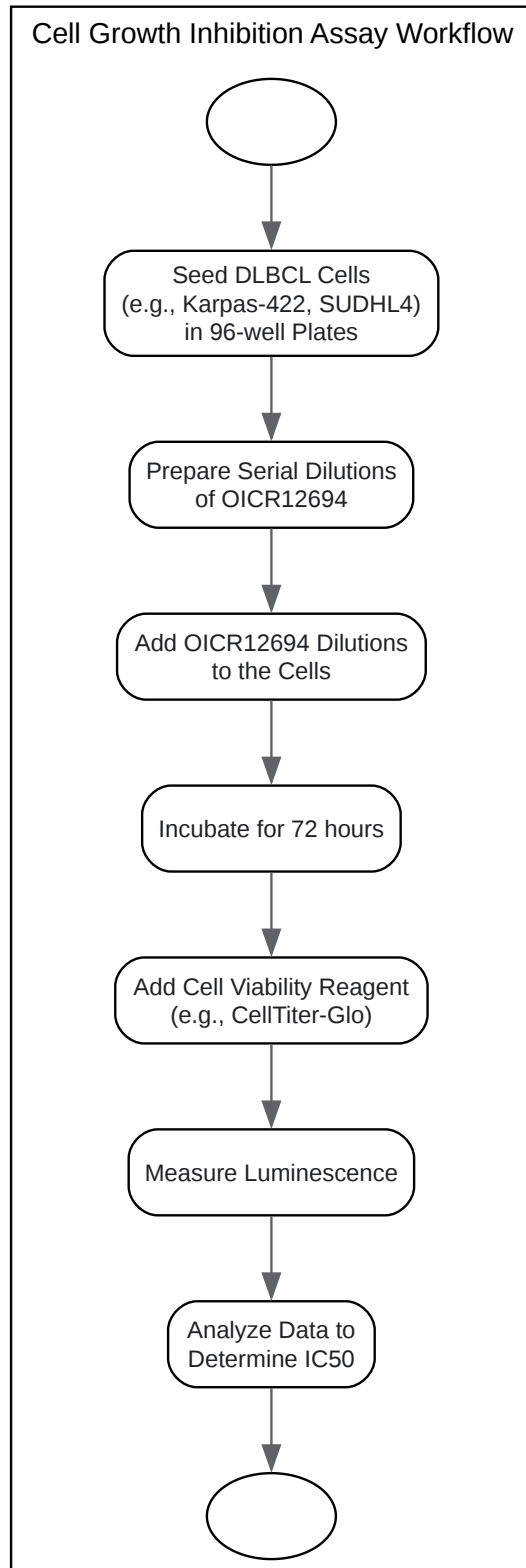 Cell Growth Inhibition Assay Workflow
Seed DLBCL Cells
(e.g., Karpas-422, SUDHL4)
in 96-well Plates
Prepare Serial Dilutions
of OICR12694
Add OICR12694 Dilutions
to the Cells
Incubate for 72 hours
Add Cell Viability Reagent
(e.g., CellTiter-Glo)
Measure Luminescence
Analyze Data to
Determine IC50